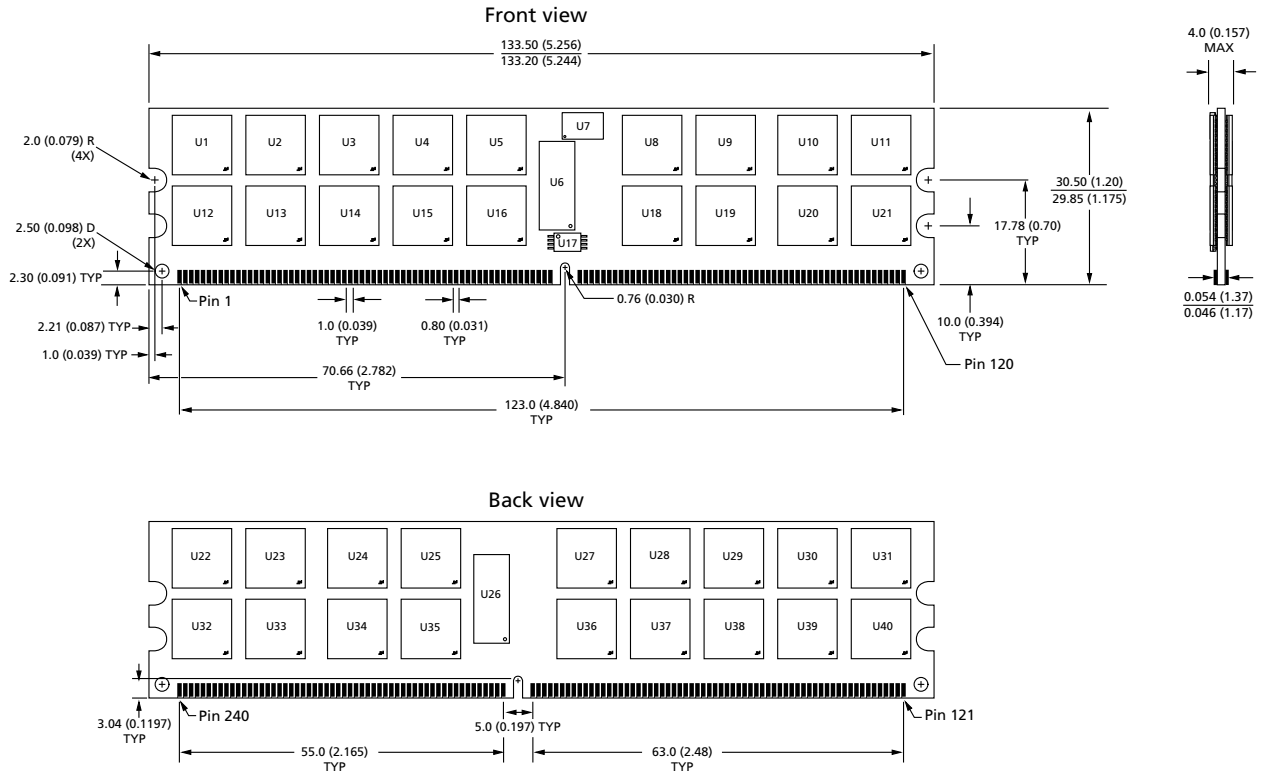 Front view
133.50 (5.256)
133.20 (5.244)
4.0 (0.157)
MAX
U1
U2
U3
U4
U5
U6
U7
U8
U9
U10
U11
2.0 (0.079) R
(4X)
U12
U13
U14
U15
U16
U17
U18
U19
U20
U21
2.50 (0.098) D
(2X)
2.30 (0.091) TYP
30.50 (1.20)
29.85 (1.175)
17.78 (0.70)
TYP
Pin 1
0.76 (0.030) R
2.21 (0.087) TYP
1.0 (0.039)
TYP
0.80 (0.031)
TYP
10.0 (0.394)
TYP
0.054 (1.37)
0.046 (1.17)
1.0 (0.039) TYP
Pin 120
70.66 (2.782)
TYP
123.0 (4.840)
TYP
Back view
U22
U23
U24
U25
U26
U27
U28
U29
U30
U31
U32
U33
U34
U35
U36
U37
U38
U39
U40
3.04 (0.1197)
TYP
Pin 240
5.0 (0.197) TYP
Pin 121
55.0 (2.165)
TYP
63.0 (2.48)
TYP